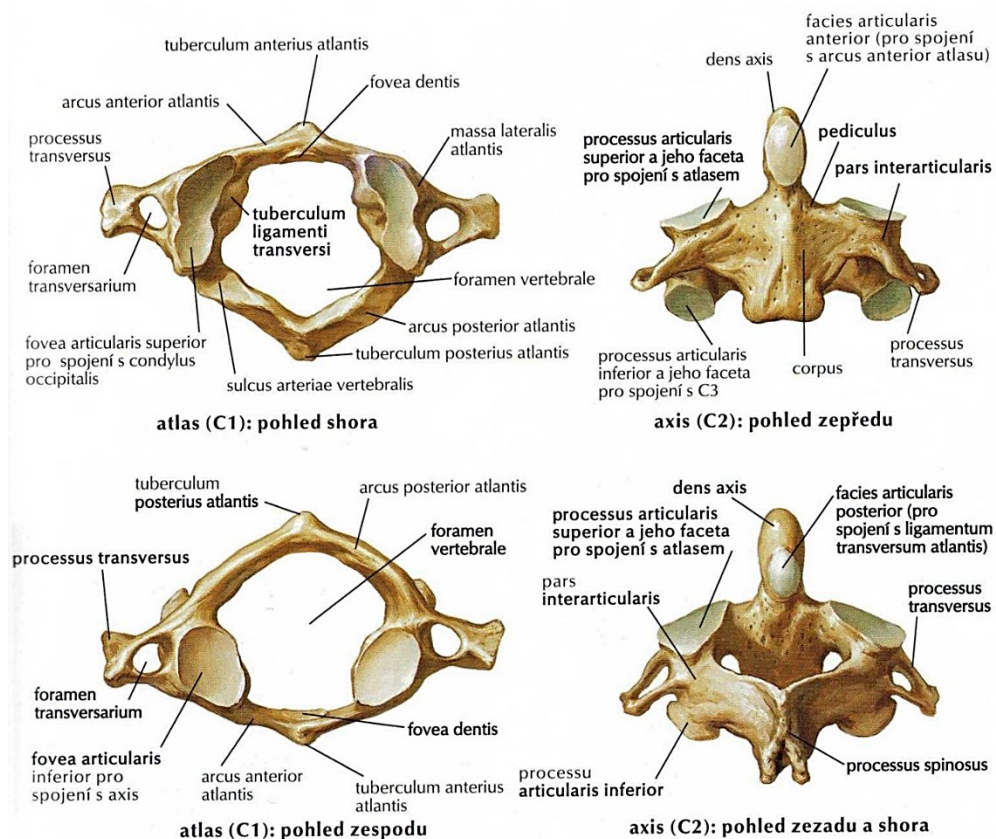 tuberculum anterius atlantis
fovea dentis
arcus anterior atlantis
processus
transversus
massa lateralis
atlantis
tuberculum
ligamenti
transversi
foramen
transversarium
foramen vertebrale
fovea articularis superior
pro spojení s condylus
occipitalis
arcus posterior atlantis
tuberculum posterius atlantis
sulcus arteriae vertebralis
atlas (C1): pohled shora
facies articularis
anterior (pro spojení
s arcus anterior atlasu)
dens axis
processus articularis
superior a jeho faceta
pro spojení s atlasem
pediculus
pars interarticularis
processus articularis
inferior a jeho faceta
pro spojení s C3
corpus
processus
transversus
axis (C2): pohled zepředu
tuberculum
posterius atlantis
arcus posterior atlantis
foramen
vertebrale
processus transversus
foramen
transversarium
fovea dentis
fovea articularis
inferior pro
spojení s axis
arcus anterior
atlantis
tuberculum anterius
atlantis
atlas (C1): pohled zespodu
dens axis
facies articularis
posterior (pro
spojení s ligamentum
transversum atlantis)
processus articularis
superior a jeho faceta
pro spojení s atlasem
pars
interarticularis
processus
transversus
processu
articularis inferior
processus spinosus
axis (C2): pohled zezadu a shora